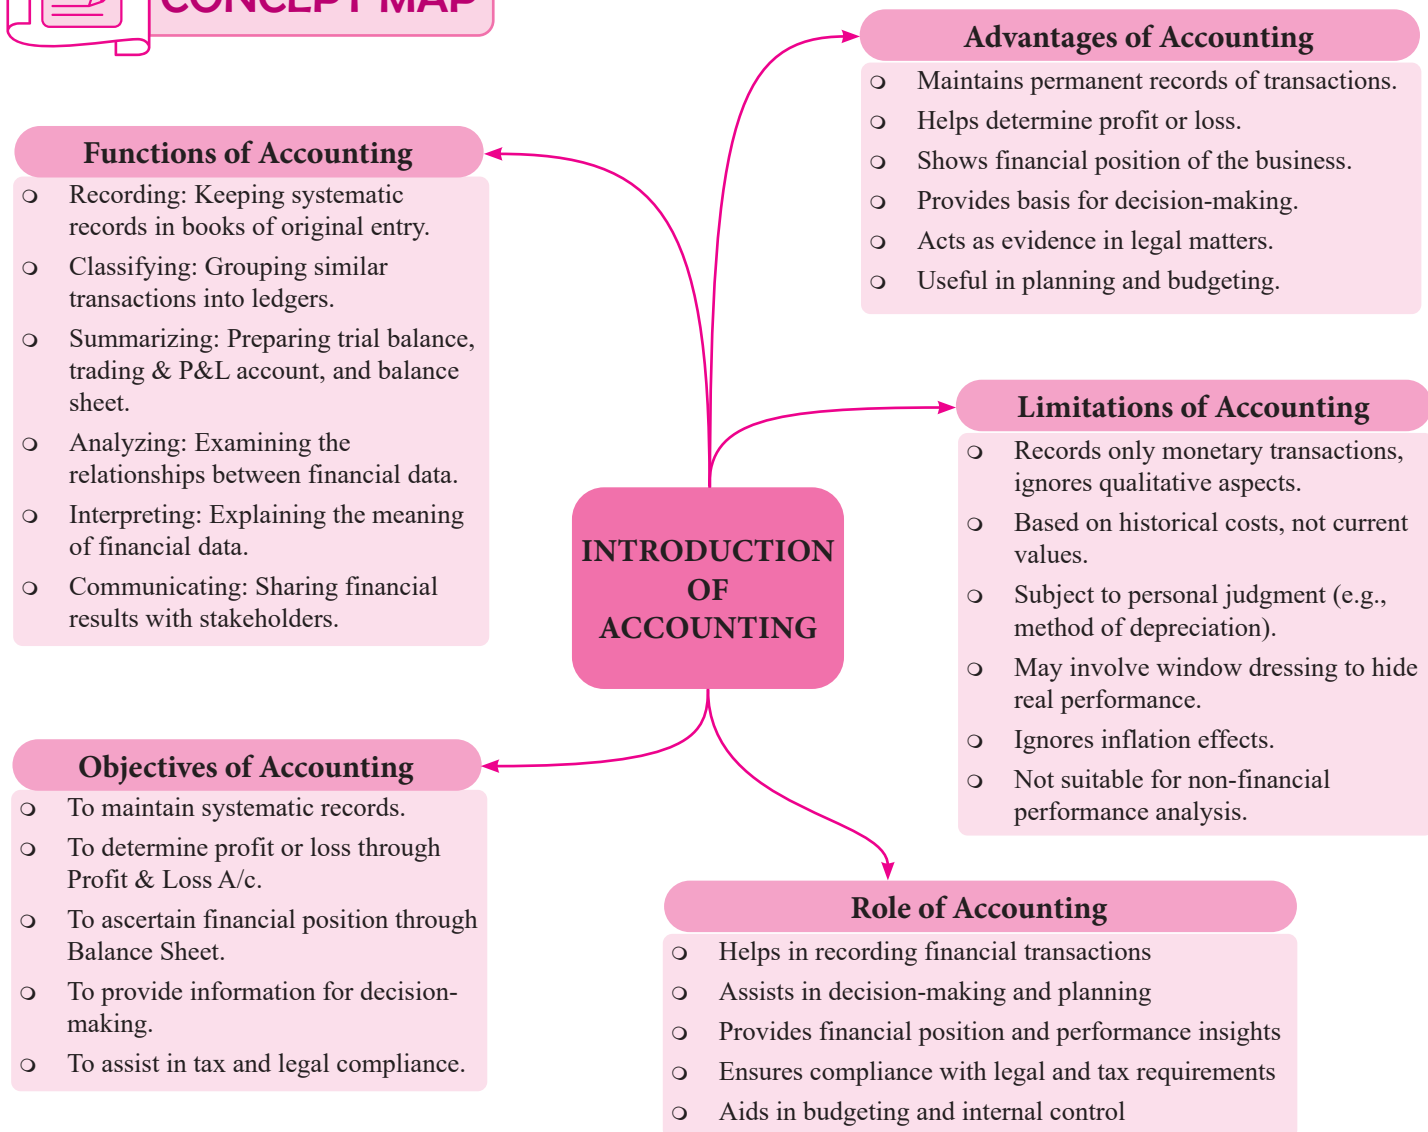 CONCEPT MAP
Functions of Accounting
❍ Recording: Keeping systematic
records in books of original entry.
❍ Classifying: Grouping similar
transactions into ledgers.
❍ Summarizing: Preparing trial balance,
trading & P&L account, and balance
sheet.
❍ Analyzing: Examining the
relationships between financial data.
❍ Interpreting: Explaining the meaning
of financial data.
❍ Communicating: Sharing financial
results with stakeholders.
Advantages of Accounting
❍ Maintains permanent records of transactions.
❍ Helps determine profit or loss.
❍ Shows financial position of the business.
❍ Provides basis for decision-making.
❍ Acts as evidence in legal matters.
❍ Useful in planning and budgeting.
Limitations of Accounting
❍ Records only monetary transactions,
ignores qualitative aspects.
❍ Based on historical costs, not current
values.
❍ Subject to personal judgment (e.g.,
method of depreciation).
❍ May involve window dressing to hide
real performance.
❍ Ignores inflation effects.
❍ Not suitable for non-financial
performance analysis.
INTRODUCTION
OF
ACCOUNTING
Objectives of Accounting
❍ To maintain systematic records.
❍ To determine profit or loss through
Profit & Loss A/c.
❍ To ascertain financial position through
Balance Sheet.
❍ To provide information for decision-
making.
❍ To assist in tax and legal compliance.
Role of Accounting
❍ Helps in recording financial transactions
❍ Assists in decision-making and planning
❍ Provides financial position and performance insights
❍ Ensures compliance with legal and tax requirements
❍ Aids in budgeting and internal control